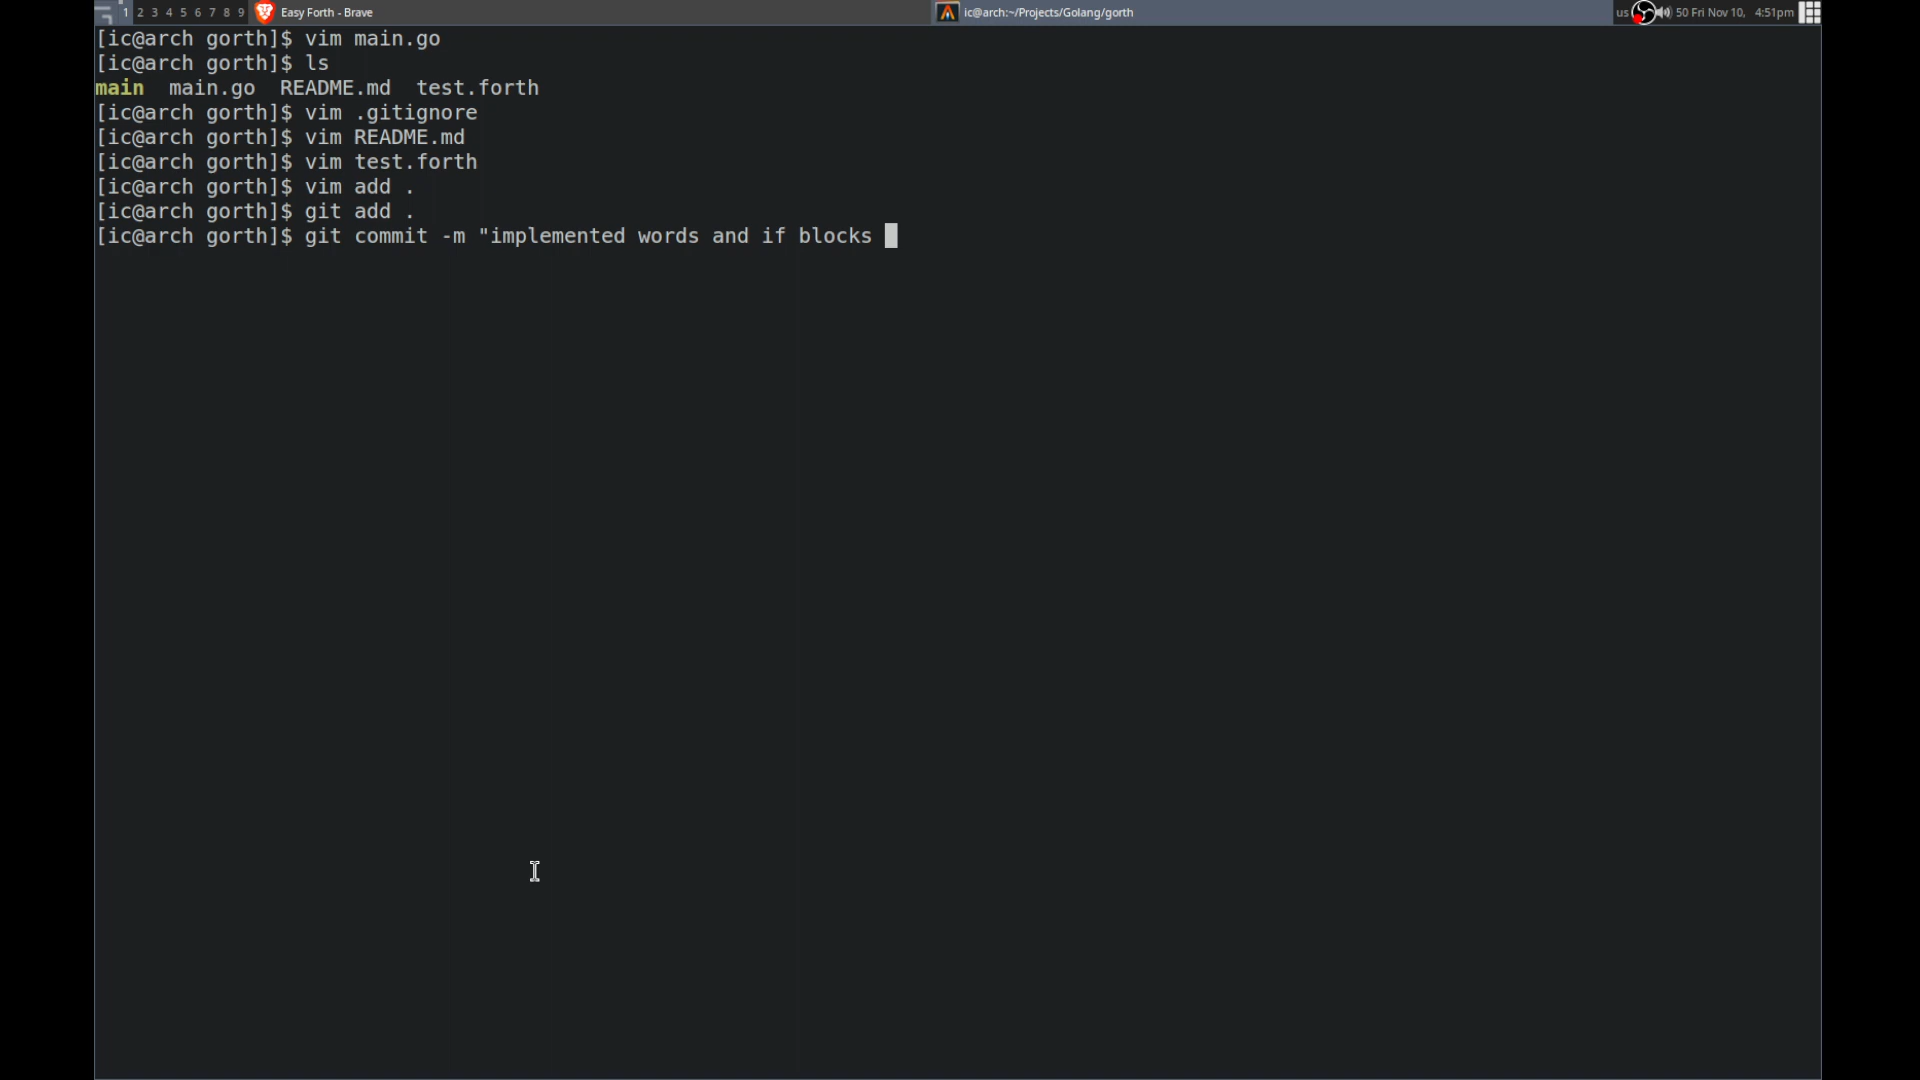 1 2 3 4 5 6 7 8 9 Easy Forth - Brave ic@arch:~/Projects/Golang/gorth us 50 Fri Nov 10, 4:51pm
[ic@arch gorth]$ vim main.go
[ic@arch gorth]$ ls
main main.go README.md test.forth
[ic@arch gorth]$ vim .gitignore
[ic@arch gorth]$ vim README.md
[ic@arch gorth]$ vim test.forth
[ic@arch gorth]$ vim add .
[ic@arch gorth]$ git add .
[ic@arch gorth]$ git commit -m "implemented words and if blocks